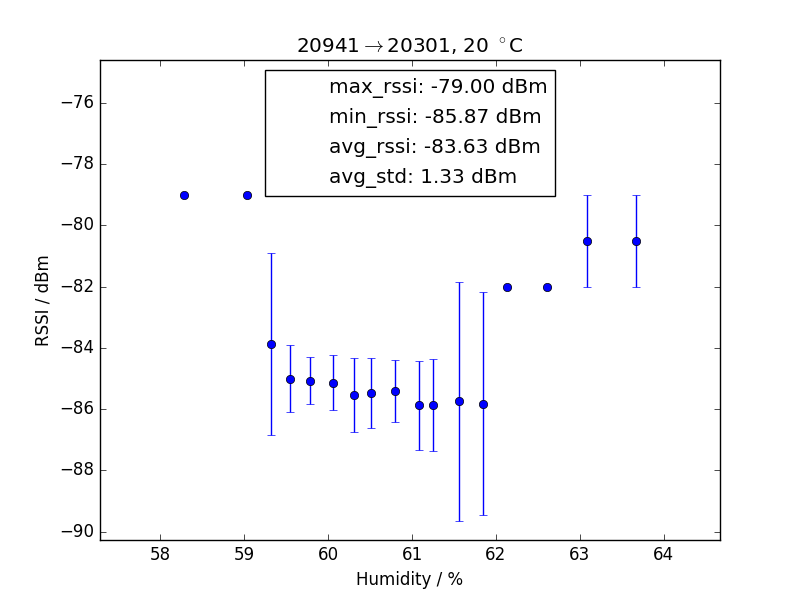 20941→20301, 20 °C
max_rssi: -79.00 dBm
min_rssi: -85.87 dBm
avg_rssi: -83.63 dBm
avg_std: 1.33 dBm
RSSI / dBm
−76
−78
−80
−82
−84
−86
−88
−90
58 59 60 61 62 63 64
Humidity / %